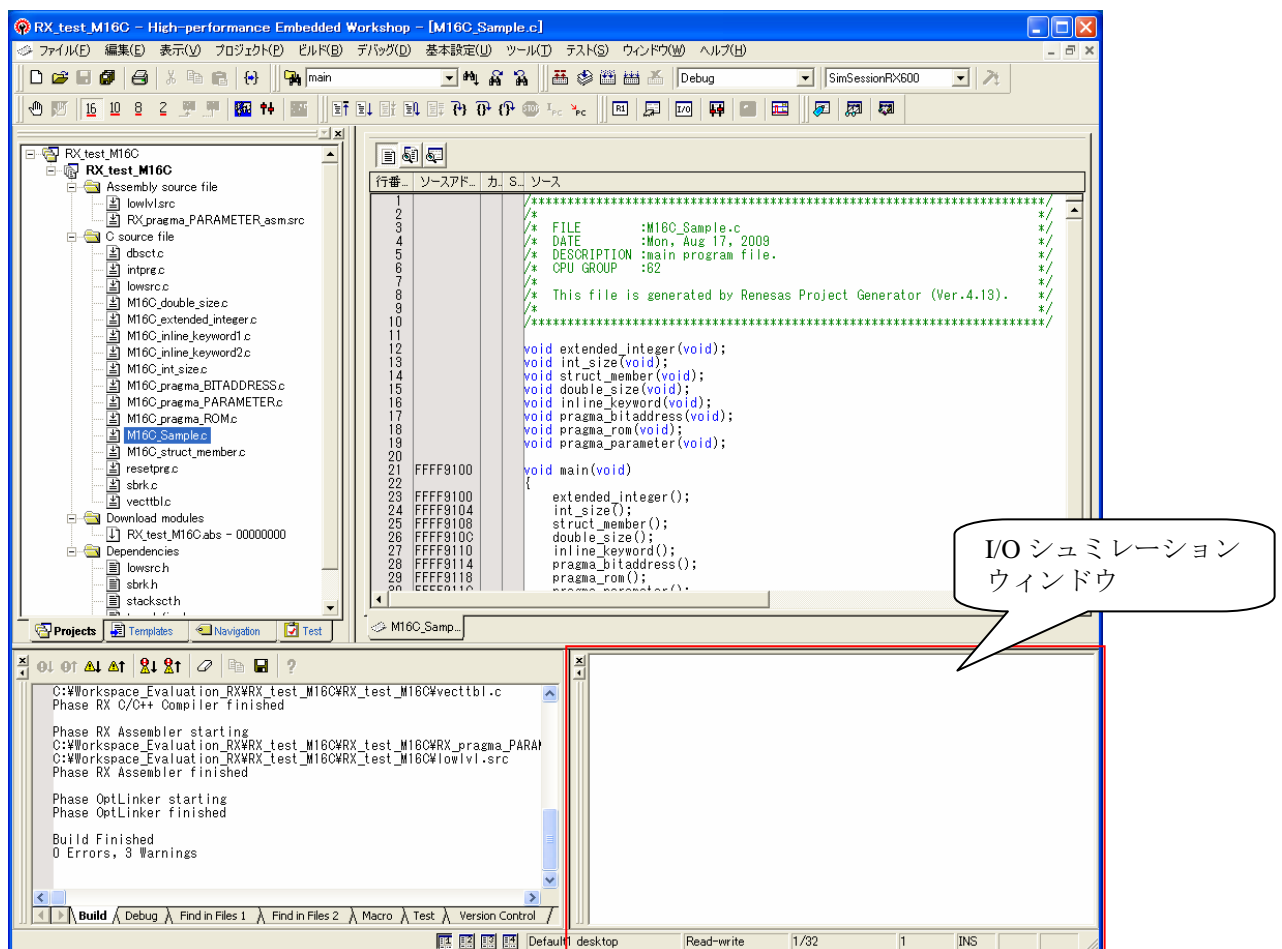 RX_test_M16C - High-performance Embedded Workshop - [M16C_Sample.c]
ファイル(F) 編集(E) 表示(V) プロジェクト(P) ビルド(B) デバッグ(D) 基本設定(U) ツール(T) テスト(S) ウィンドウ(W) ヘルプ(H)
main Debug SimSessionRX600
16 10 8 2
RX_test_M16C
RX_test_M16C
Assembly source file
lowlvl.src
RX_pragma_PARAMETER_asm.src
C source file
dbsct.c
intprg.c
lowsrc.c
M16C_double_size.c
M16C_extended_integer.c
M16C_inline_keyword1.c
M16C_inline_keyword2.c
M16C_int_size.c
M16C_pragma_BITADDRESS.c
M16C_pragma_PARAMETER.c
M16C_pragma_ROM.c
M16C_Sample.c
M16C_struct_member.c
resetprg.c
sbrk.c
vecttbl.c
Download modules
RX_test_M16C.abs - 00000000
Dependencies
lowsrc.h
sbrk.h
stacksct.h
Projects Templates Navigation Test
行番... ソースアド... カ. S.. ソース
1 /***********************************************************************/
2 /* */
3 /* FILE :M16C_Sample.c */
4 /* DATE :Mon, Aug 17, 2009 */
5 /* DESCRIPTION :main program file. */
6 /* CPU GROUP :62 */
7 /* */
8 /* This file is generated by Renesas Project Generator (Ver.4.13). */
9 /* */
10 /***********************************************************************/
11
12 void extended_integer(void);
13 void int_size(void);
14 void struct_member(void);
15 void double_size(void);
16 void inline_keyword(void);
17 void pragma_bitaddress(void);
18 void pragma_rom(void);
19 void pragma_parameter(void);
20
21 FFFF9100 void main(void)
22 {
23 FFFF9100 extended_integer();
24 FFFF9104 int_size();
25 FFFF9108 struct_member();
26 FFFF910C double_size();
27 FFFF9110 inline_keyword();
28 FFFF9114 pragma_bitaddress();
29 FFFF9118 pragma_rom();
30 FFFF911C pragma_parameter();
M16C_Samp...
I/O シュミレーション
ウィンドウ
C:¥Workspace_Evaluation_RX¥RX_test_M16C¥RX_test_M16C¥vecttbl.c
Phase RX C/C++ Compiler finished
Phase RX Assembler starting
C:¥Workspace_Evaluation_RX¥RX_test_M16C¥RX_test_M16C¥RX_pragma_PARAM
C:¥Workspace_Evaluation_RX¥RX_test_M16C¥RX_test_M16C¥lowlvl.src
Phase RX Assembler finished
Phase OptLinker starting
Phase OptLinker finished
Build Finished
0 Errors, 3 Warnings
Build Debug Find in Files 1 Find in Files 2 Macro Test Version Control
Default1 desktop Read-write 1/32 1 INS